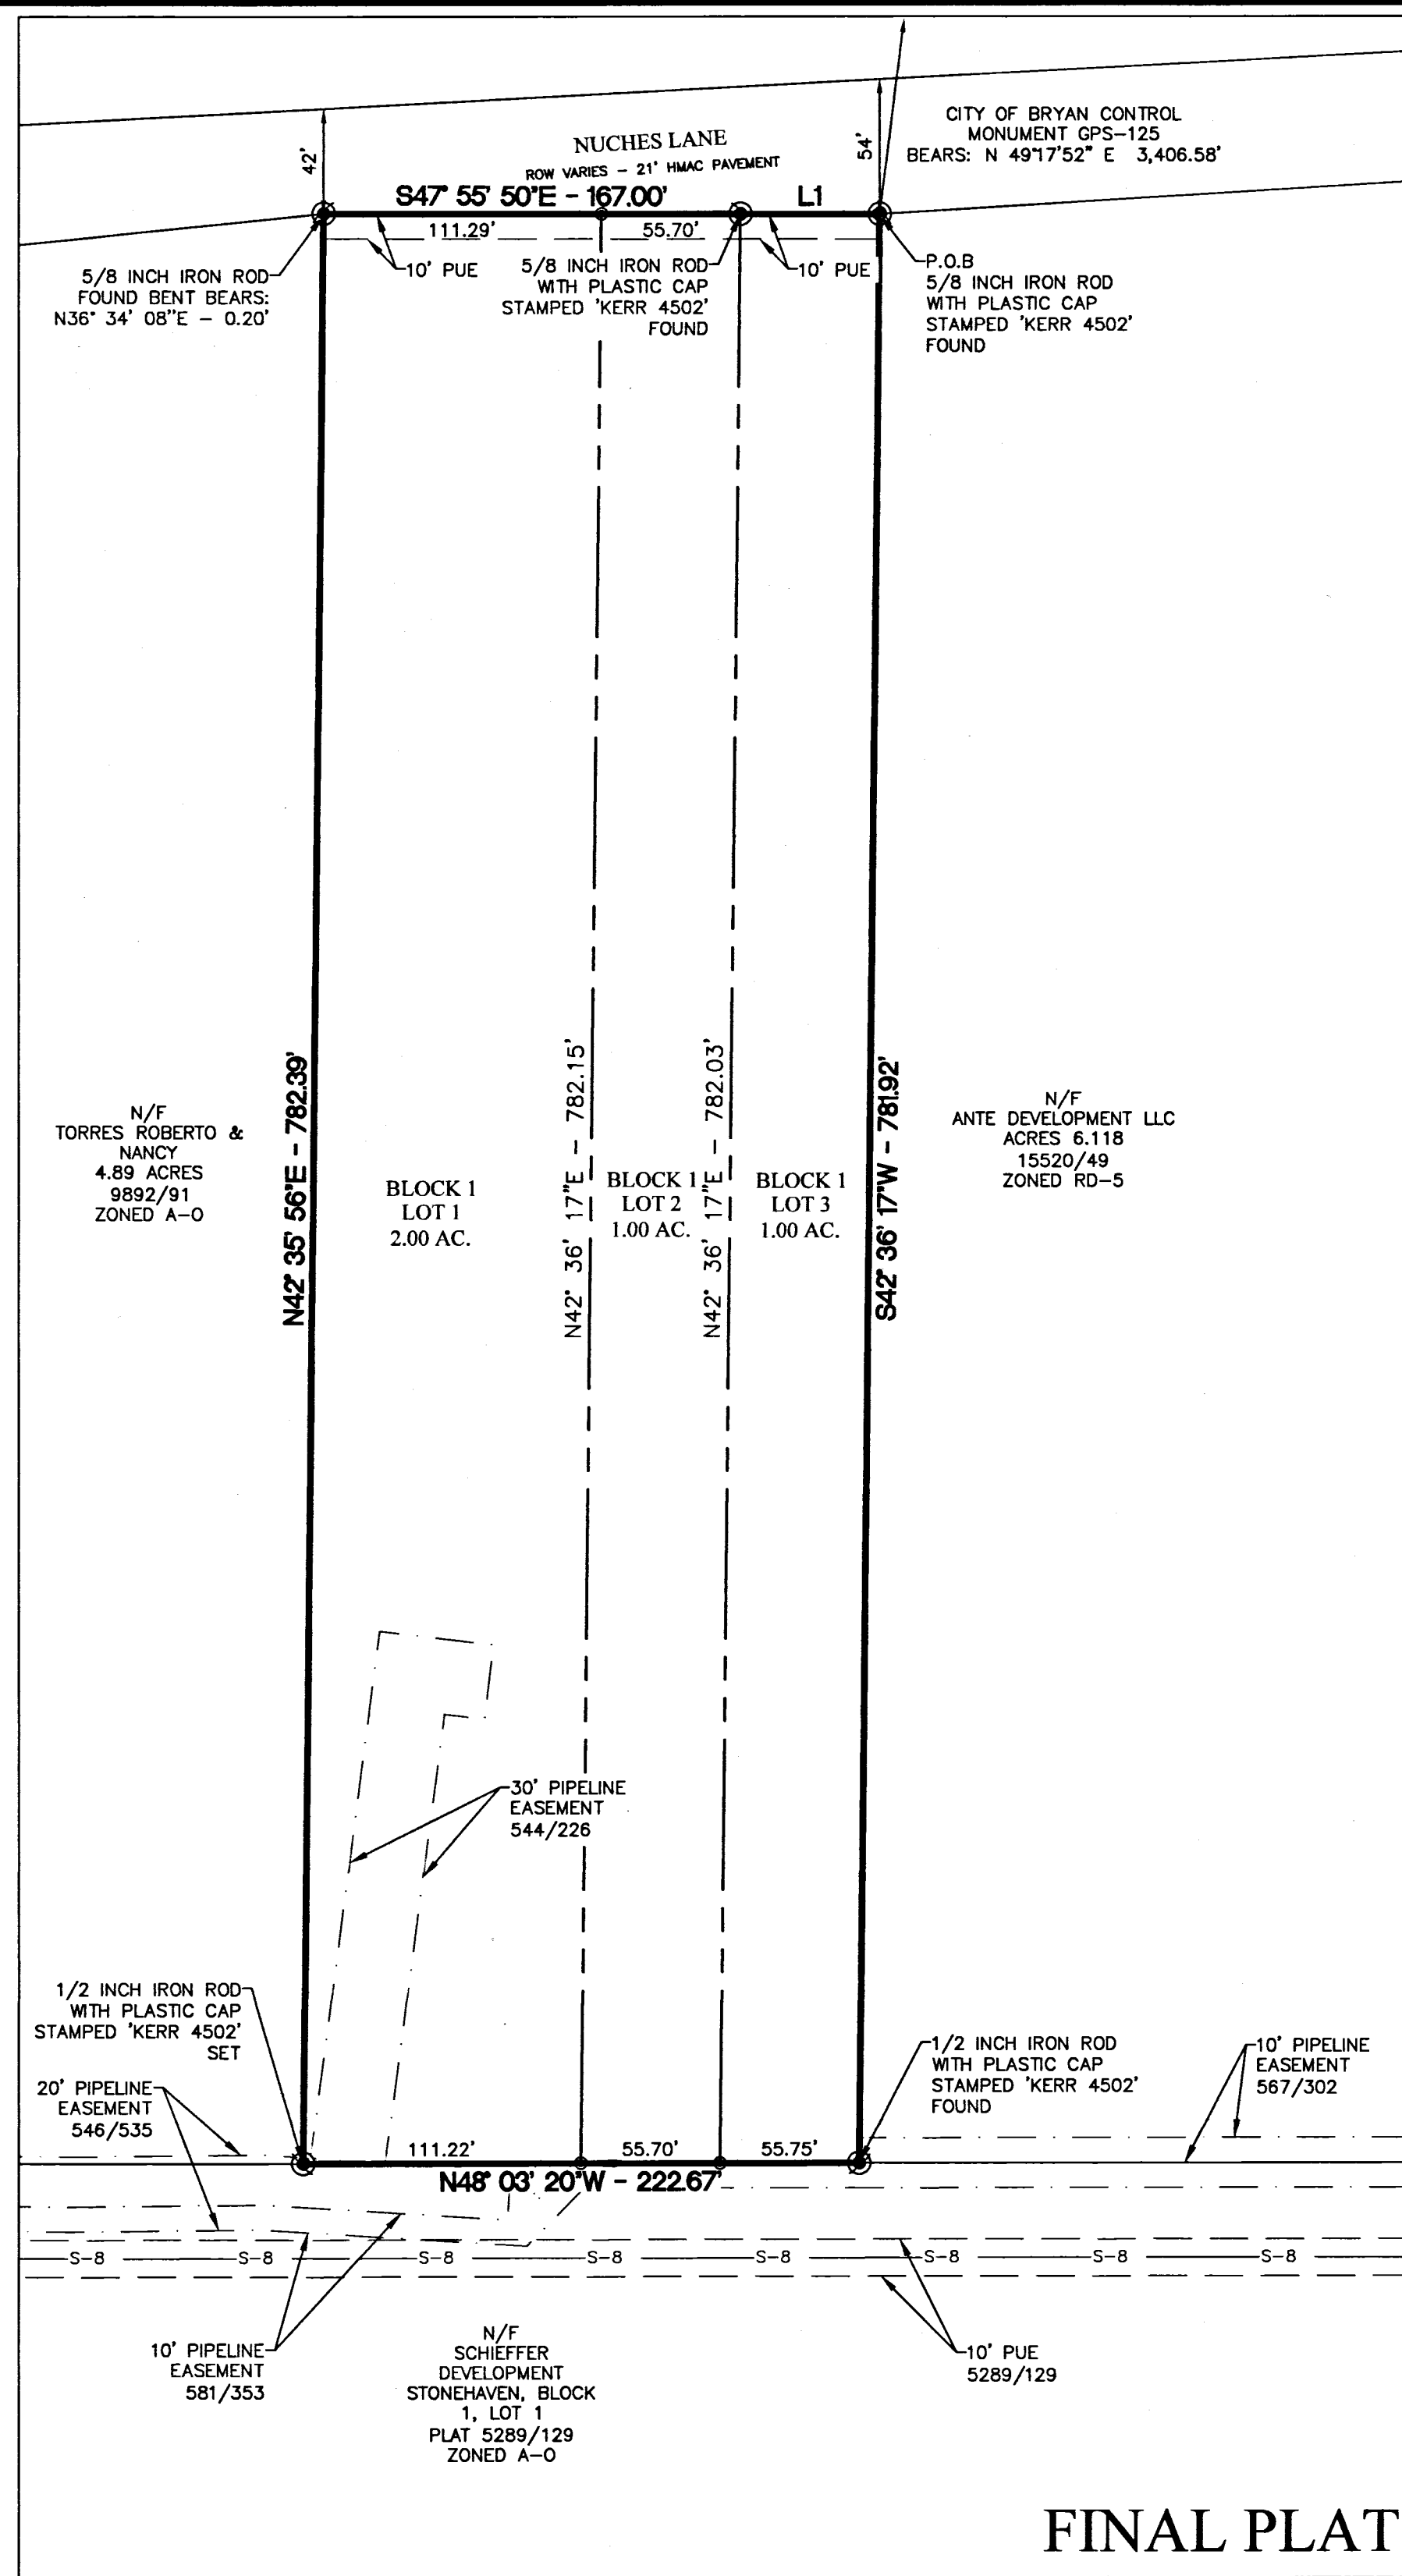 CITY OF BRYAN CONTROL
MONUMENT GPS-125
BEARS: N 49°17'52" E 3,406.58'
42'
NUCHES LANE
ROW VARIES - 21' HMAC PAVEMENT
54'
S47° 55' 50"E - 167.00'
L1
111.29'
55.70'
10' PUE
10' PUE
5/8 INCH IRON ROD
FOUND BENT BEARS:
N36° 34' 08"E - 0.20'
5/8 INCH IRON ROD
WITH PLASTIC CAP
STAMPED 'KERR 4502'
FOUND
P.O.B
5/8 INCH IRON ROD
WITH PLASTIC CAP
STAMPED 'KERR 4502'
FOUND
N42° 35' 56"E - 782.39'
N42° 36' 17"E - 782.15'
N42° 36' 17"E - 782.03'
S42° 36' 17"W - 781.92'
N/F
TORRES ROBERTO &
NANCY
4.89 ACRES
9892/91
ZONED A-O
BLOCK 1
LOT 1
2.00 AC.
BLOCK 1
LOT 2
1.00 AC.
BLOCK 1
LOT 3
1.00 AC.
N/F
ANTE DEVELOPMENT LLC
ACRES 6.118
15520/49
ZONED RD-5
30' PIPELINE
EASEMENT
544/226
1/2 INCH IRON ROD
WITH PLASTIC CAP
STAMPED 'KERR 4502'
SET
20' PIPELINE
EASEMENT
546/535
1/2 INCH IRON ROD
WITH PLASTIC CAP
STAMPED 'KERR 4502'
FOUND
10' PIPELINE
EASEMENT
567/302
111.22'
55.70'
55.75'
N48° 03' 20"W - 222.67'
S-8
S-8
S-8
S-8
S-8
S-8
S-8
S-8
10' PIPELINE
EASEMENT
581/353
N/F
SCHIEFFER
DEVELOPMENT
STONEHAVEN, BLOCK
1, LOT 1
PLAT 5289/129
ZONED A-O
10' PUE
5289/129
FINAL PLAT